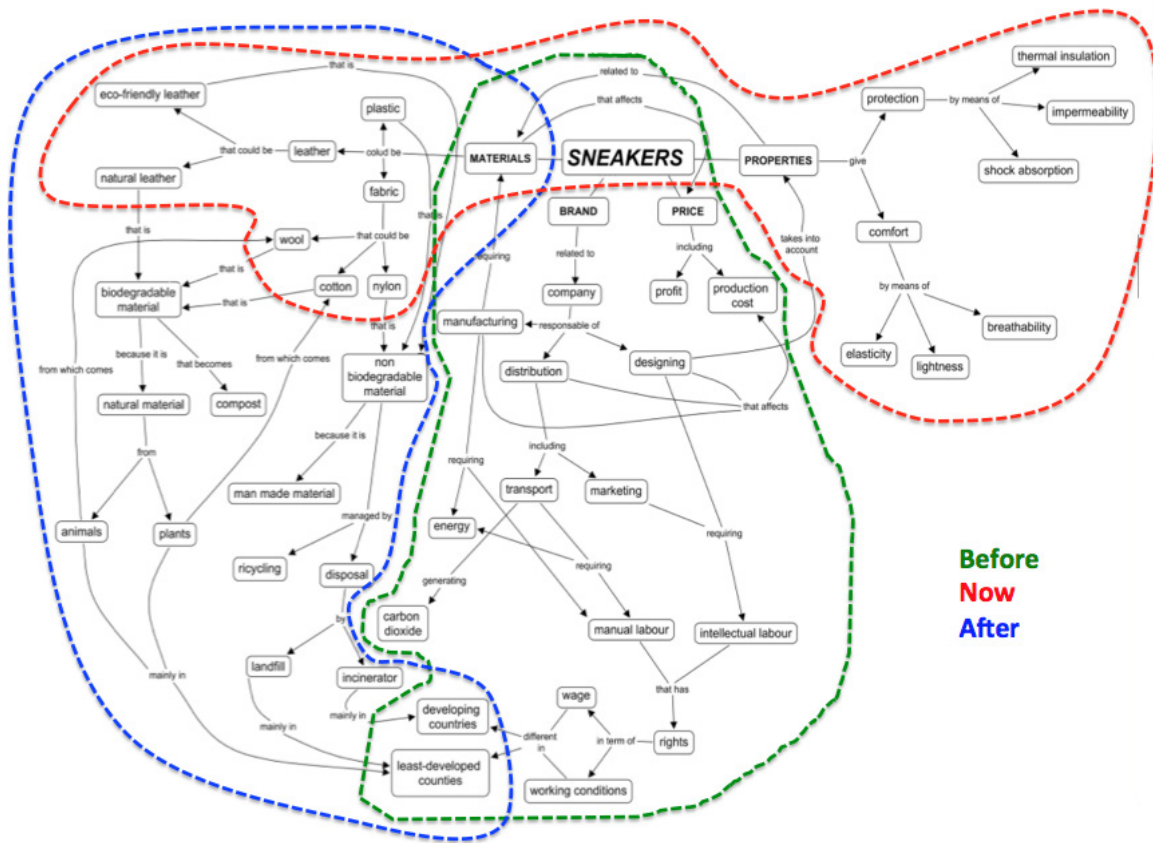 that is
related to
thermal insulation
eco-friendly leather
plastic
that affects
protection
by means of
impermeability
that could be
leather
colud be
MATERIALS
SNEAKERS
PROPERTIES
give
shock absorption
natural leather
fabric
that is
BRAND
PRICE
that is
wool
that could be
requiring
related to
including
takes into
account
comfort
that is
biodegradable
material
that is
cotton
nylon
company
profit
production
cost
by means of
manufacturing
responsable of
breathability
because it is
that becomes
from which comes
from which comes
that is
non
biodegradable
material
distribution
designing
elasticity
lightness
natural material
compost
that affects
from
because it is
including
requiring
man made material
transport
marketing
animals
plants
managed by
energy
requiring
ricycling
disposal
generating
requiring
Before
Now
After
by
carbon
dioxide
manual labour
intellectual labour
landfill
incinerator
mainly in
that has
wage
mainly in
mainly in
developing
countries
different
in
in term of
rights
least-developed
counties
working conditions